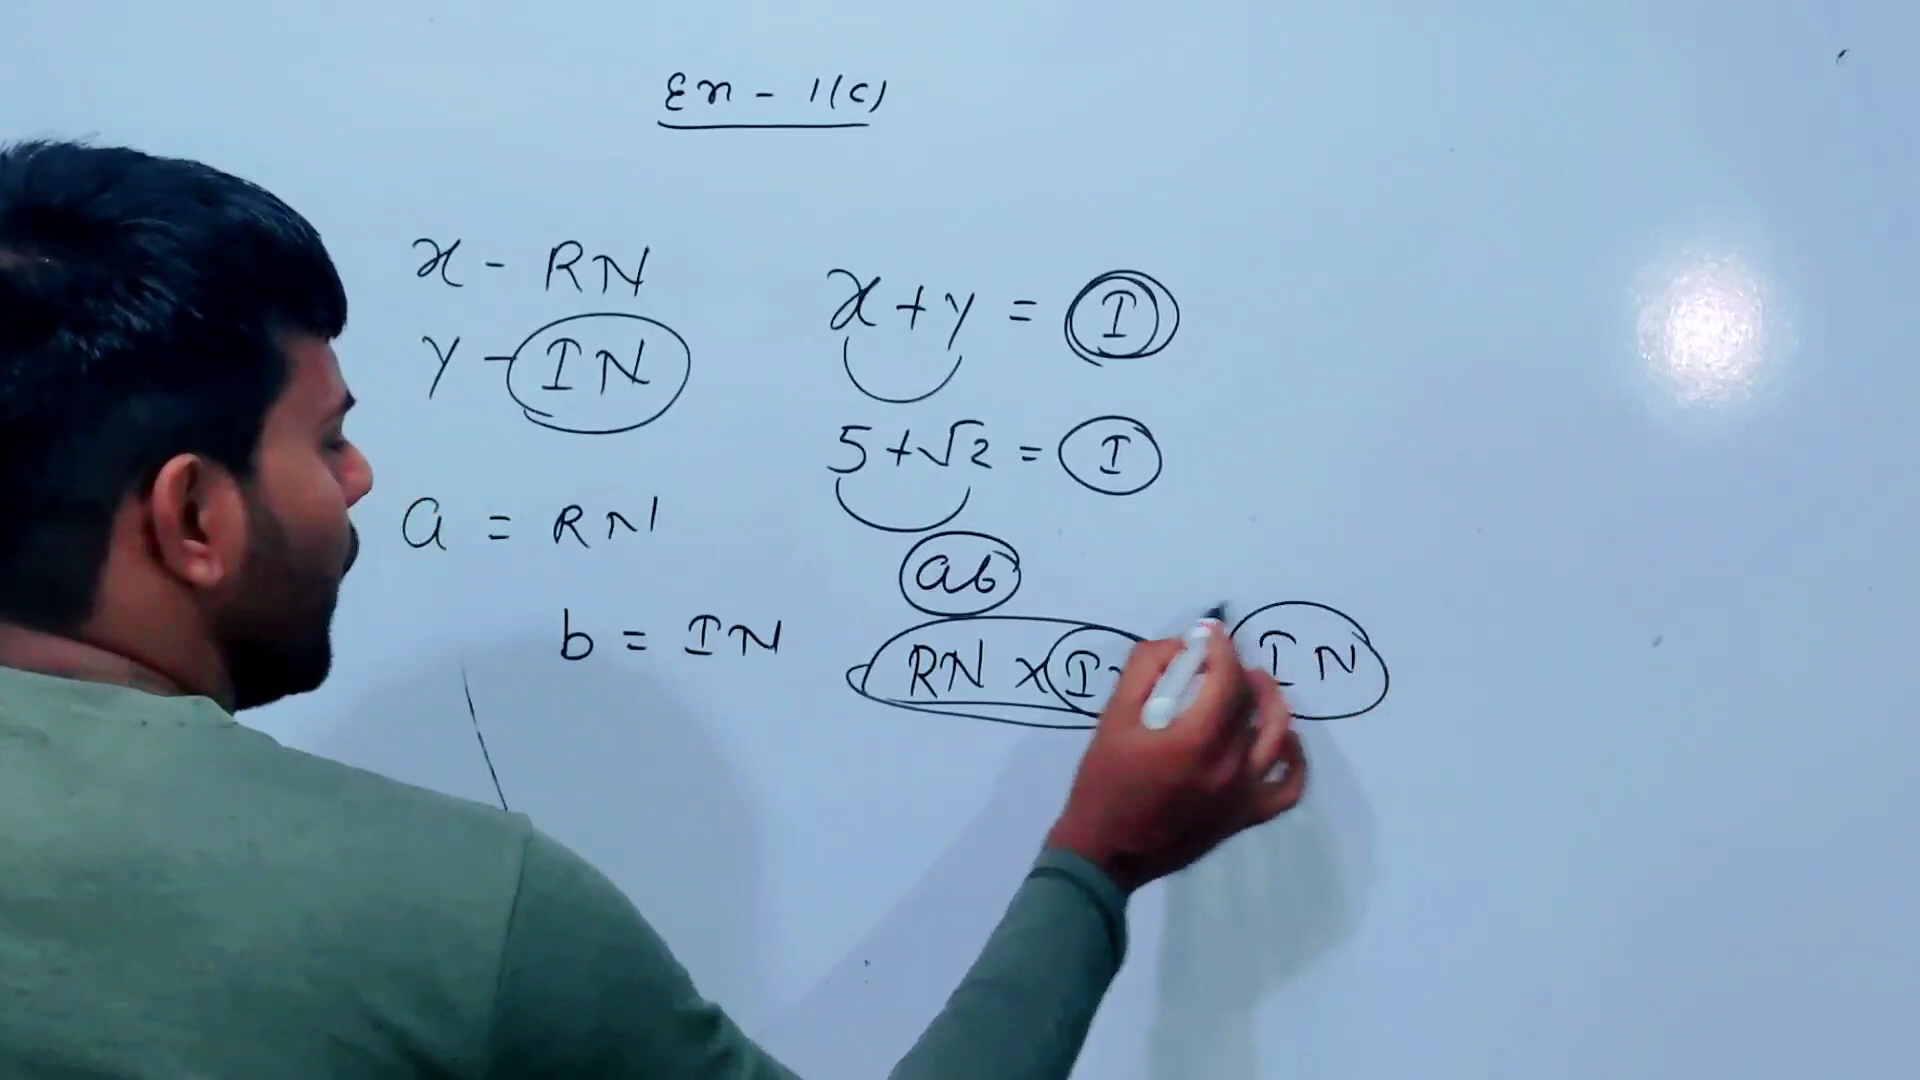 Ex - 1(c)
x - RN
y - IN
x + y = I
5 + √2 = I
a = RN
ab
b = IN
RN × I
IN